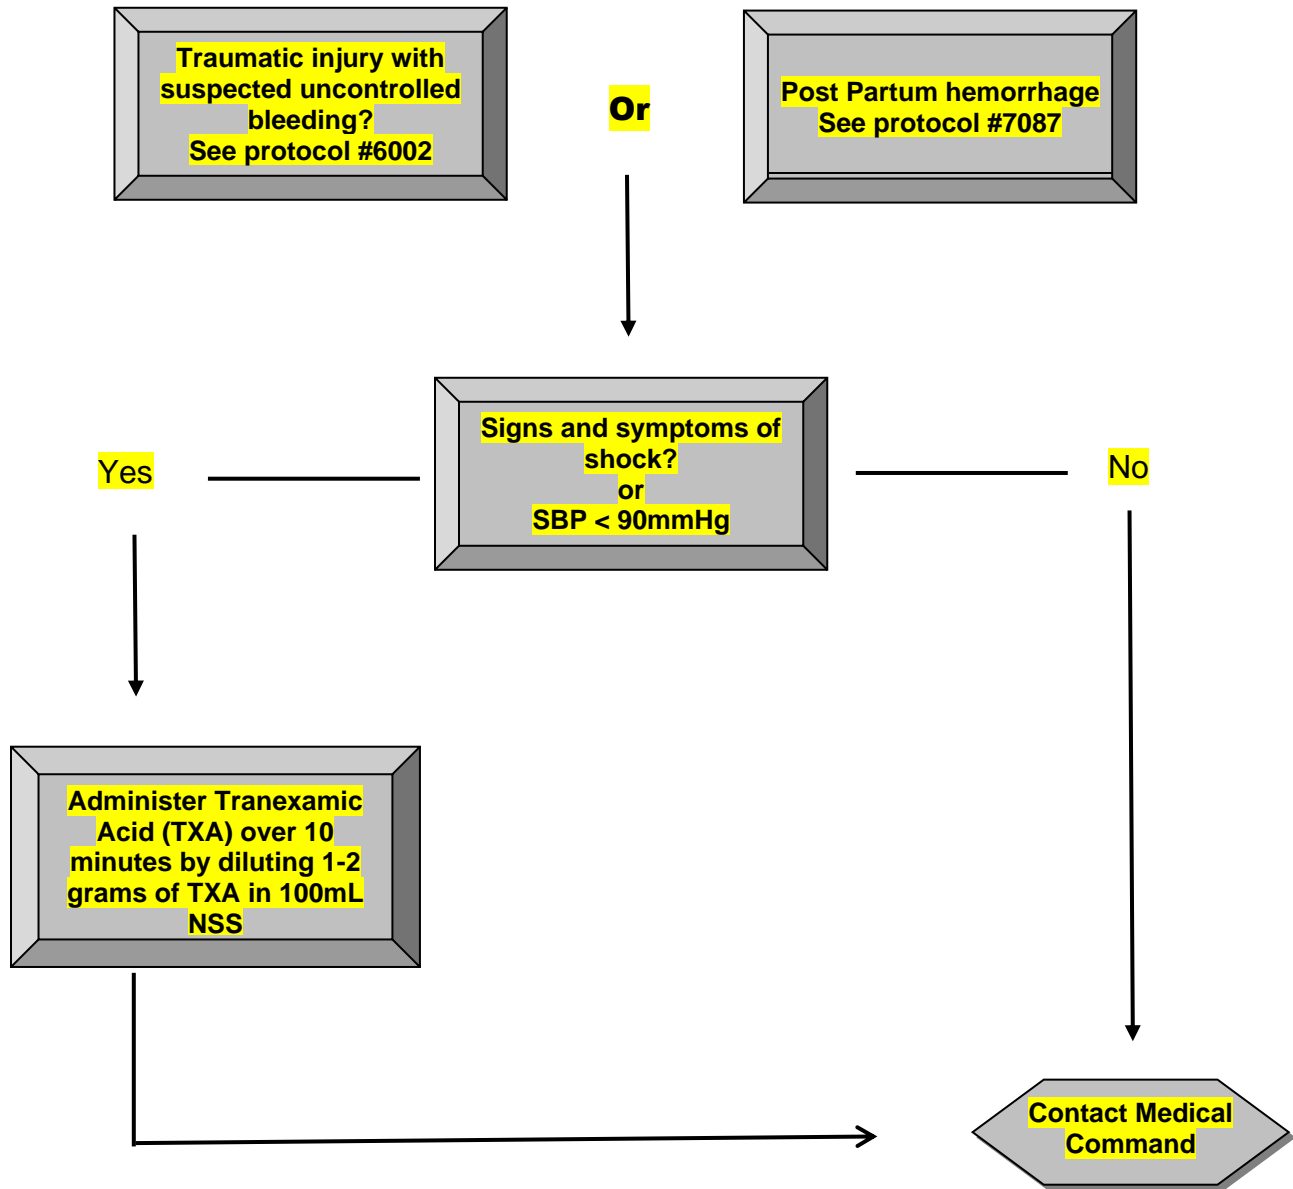 Traumatic injury with
suspected uncontrolled
bleeding?
See protocol #6002
Or
Post Partum hemorrhage
See protocol #7087
Signs and symptoms of
shock?
or
SBP < 90mmHg
Yes
No
Administer Tranexamic
Acid (TXA) over 10
minutes by diluting 1-2
grams of TXA in 100mL
NSS
Contact Medical
Command